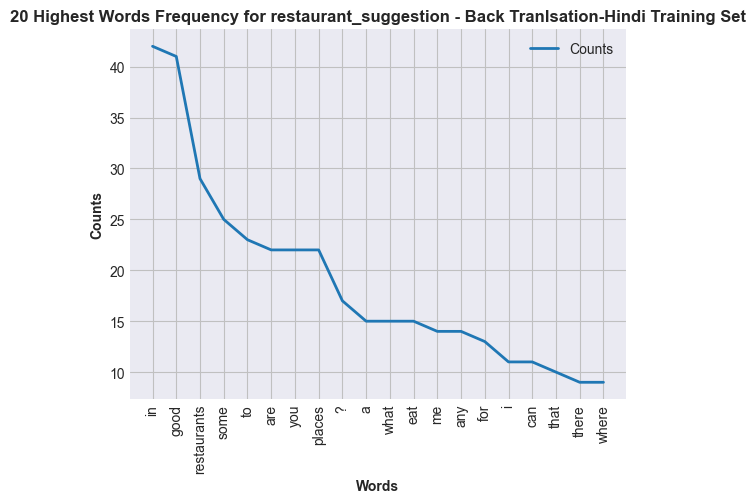 20 Highest Words Frequency for restaurant_suggestion - Back Tranlsation-Hindi Training Set
Counts
40
35
30
25
20
15
10
Counts
in
good
restaurants
some
to
are
you
places
?
a
what
eat
me
any
for
i
can
that
there
where
Words